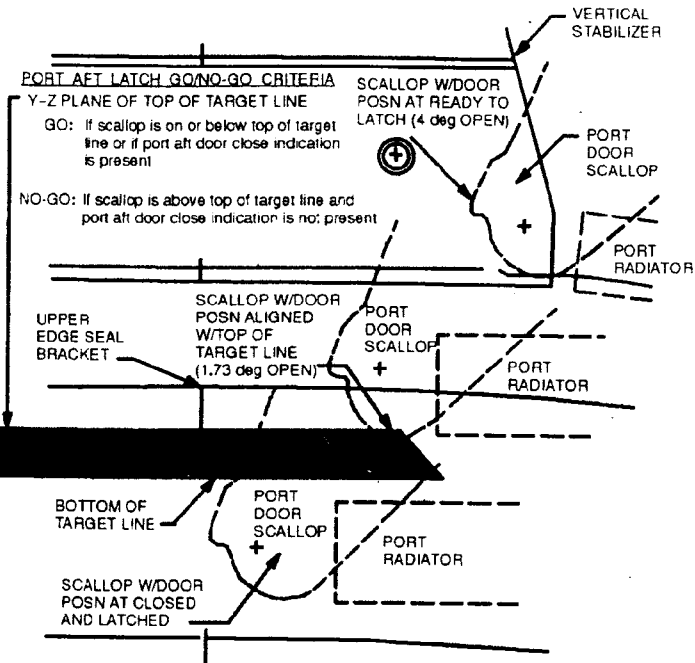 VERTICAL
STABILIZER
PORT AFT LATCH GO/NO-GO CRITERIA
Y-Z PLANE OF TOP OF TARGET LINE
GO: If scallop is on or below top of target
line or if port aft door close indication
is present
NO-GO: If scallop is above top of target line and
port aft door close indication is not present
SCALLOP W/DOOR
POSN AT READY TO
LATCH (4 deg OPEN)
PORT
DOOR
SCALLOP
PORT
RADIATOR
SCALLOP W/DOOR
POSN ALIGNED
W/TOP OF
TARGET LINE
(1.73 deg OPEN)
PORT
DOOR
SCALLOP
UPPER
EDGE SEAL
BRACKET
PORT
RADIATOR
BOTTOM OF
TARGET LINE
PORT
DOOR
SCALLOP
PORT
RADIATOR
SCALLOP W/DOOR
POSN AT CLOSED
AND LATCHED